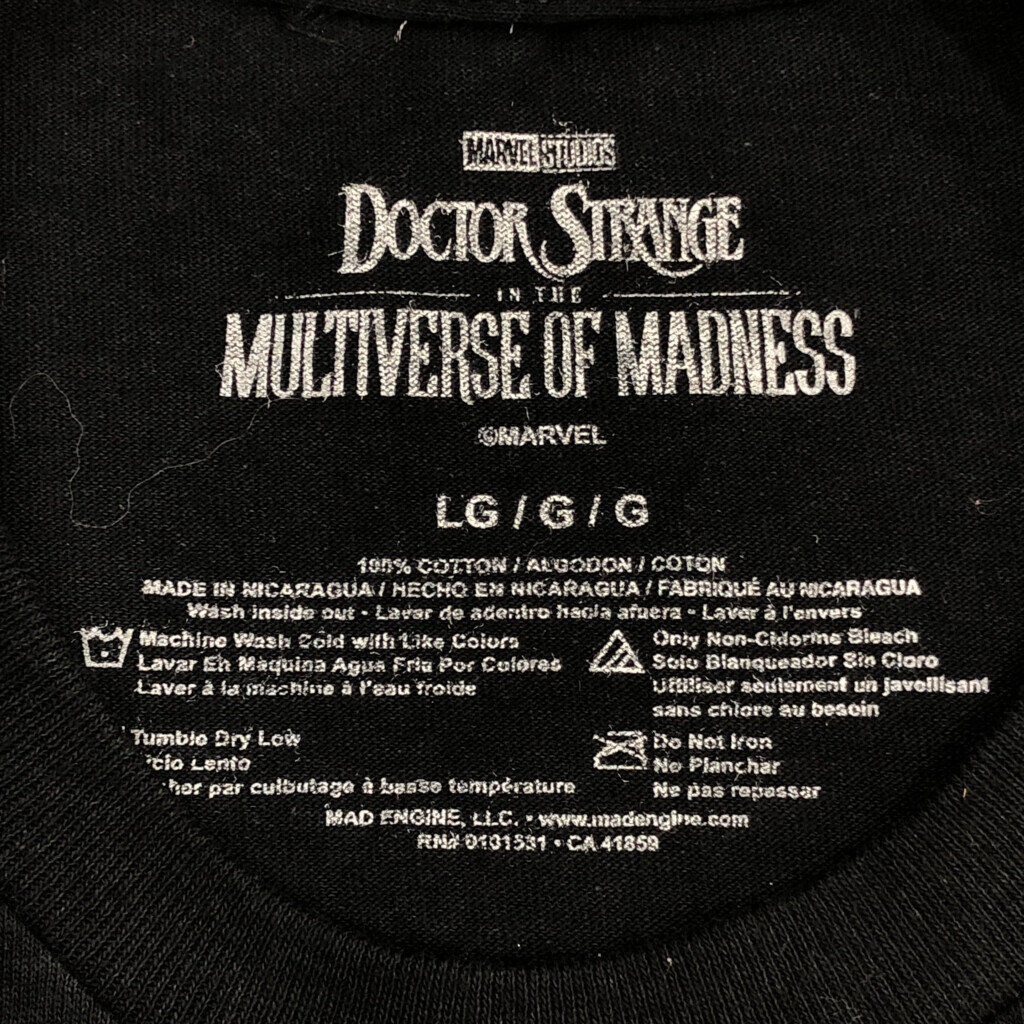 MARVEL STUDIOS
DOCTOR STRANGE
IN THE
MULTIVERSE OF MADNESS
©MARVEL
LG / G / G
100% COTTON / ALGODON / COTON
MADE IN NICARAGUA / HECHO EN NICARAGUA / FABRIQUÉ AU NICARAGUA
Wash inside out • Lavar de adentro hacia afuera • Laver à l'envers
Machine Wash Cold with Like Colors
Lavar En Maquina Agua Fria Por Colores
Laver à la machine à l'eau froide
Only Non-Chlorine Bleach
Solo Blanqueador Sin Cloro
Utiliser seulement un javellisant
sans chlore au besoin
Tumble Dry Low
Lento
par culbutage à basse température
Do Not Iron
No Planchar
Ne pas repasser
MAD ENGINE, LLC. • www.madengine.com
RN# 0101531 • CA 41859